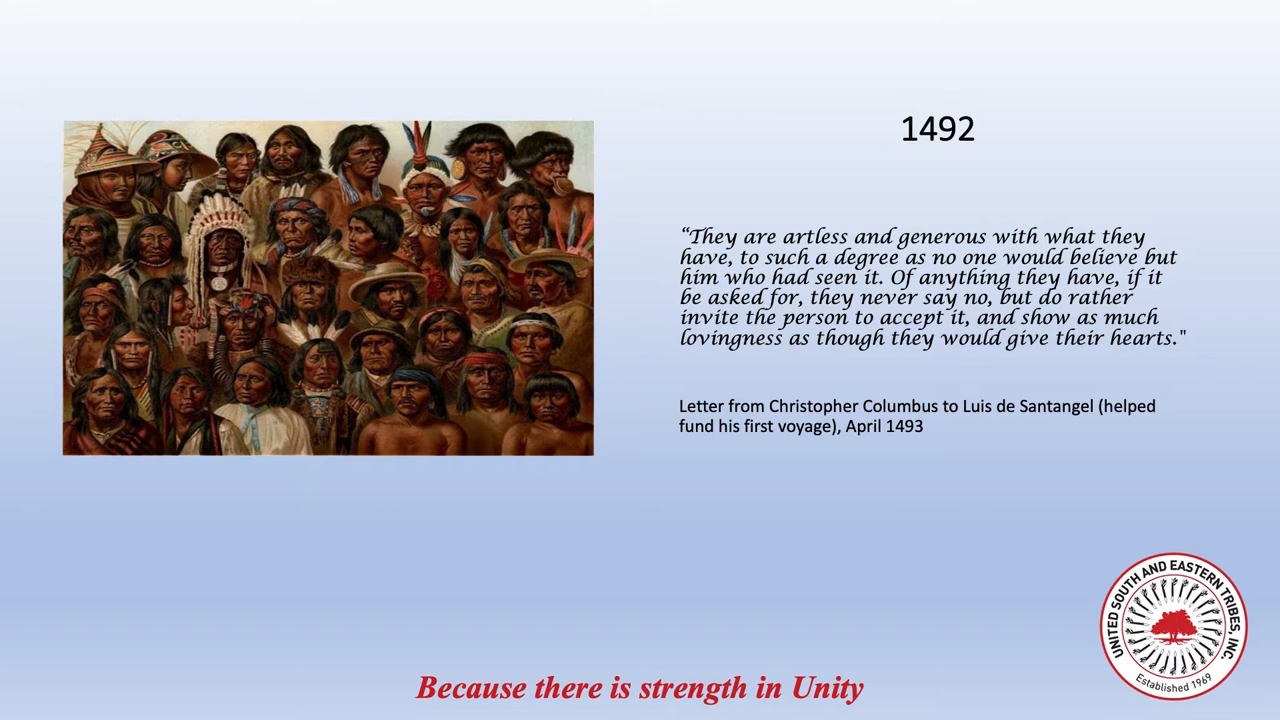 1492
“They are artless and generous with what they
have, to such a degree as no one would believe but
him who had seen it. Of anything they have, if it
be asked for, they never say no, but do rather
invite the person to accept it, and show as much
lovingness as though they would give their hearts."
Letter from Christopher Columbus to Luis de Santangel (helped
fund his first voyage), April 1493
UNITED SOUTH AND EASTERN TRIBES, INC.
Established 1969
Because there is strength in Unity